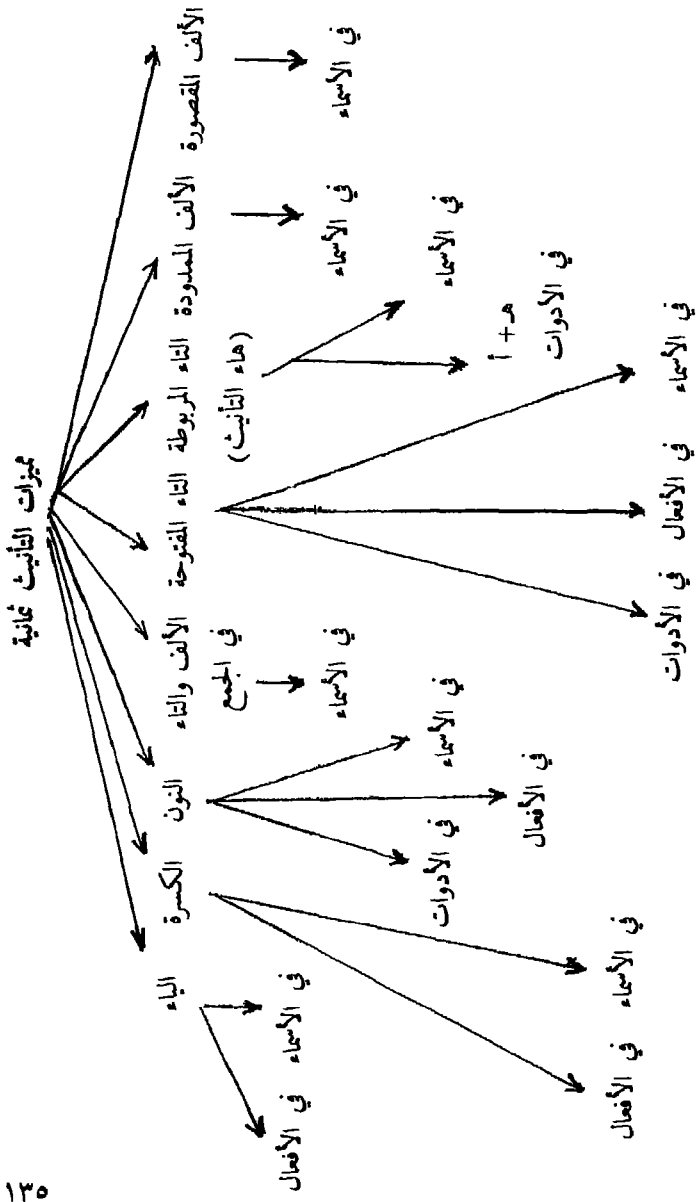 مميزات التأنيث ثمانية
الألف المقصورة
الألف الممدودة
التاء المربوطة
(هاء التأنيث)
التاء المفتوحة
الألف والتاء
في الجمع
النون
الكسرة
الياء
في الأسماء
في الأسماء
في الأسماء
هـ + أ
في الأدوات
في الأسماء
في الأفعال
في الأدوات
في الأسماء
في الأسماء
في الأفعال
في الأدوات
في الأسماء
في الأفعال
في الأسماء
في الأفعال
١٣٥